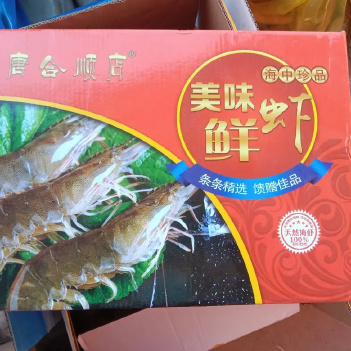 唐合顺店
海中珍品
美味
鲜虾
条条精选 馈赠佳品
天然海虾
100%